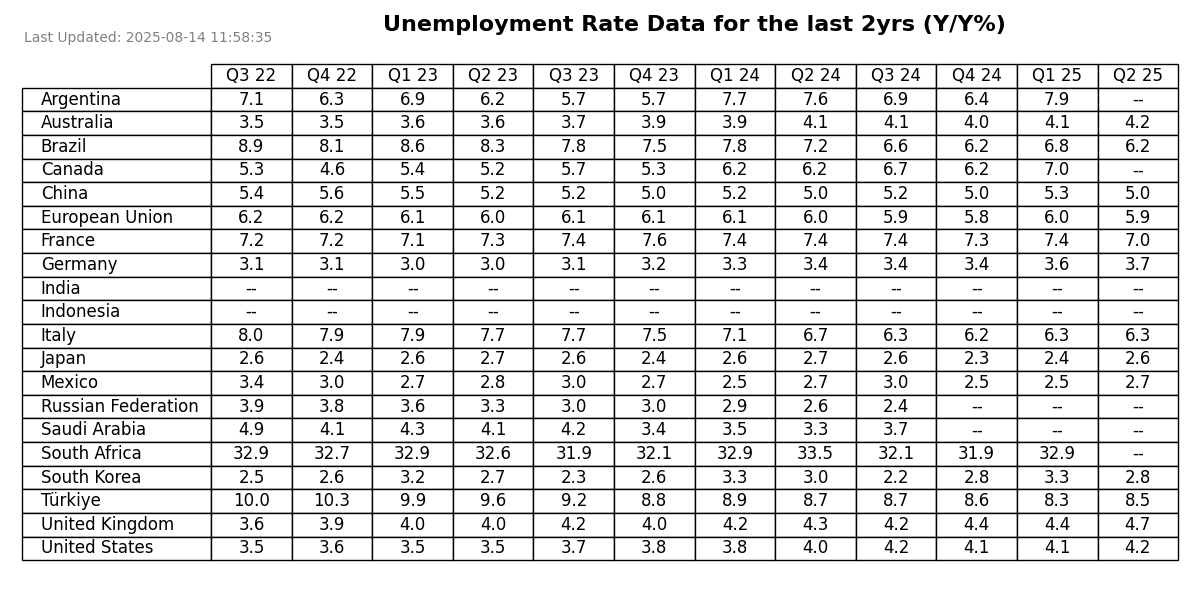 Unemployment Rate Data for the last 2yrs (Y/Y%)
Last Updated: 2025-08-14 11:58:35
Q3 22 Q4 22 Q1 23 Q2 23 Q3 23 Q4 23 Q1 24 Q2 24 Q3 24 Q4 24 Q1 25 Q2 25
Argentina 7.1 6.3 6.9 6.2 5.7 5.7 7.7 7.6 6.9 6.4 7.9 --
Australia 3.5 3.5 3.6 3.6 3.7 3.9 3.9 4.1 4.1 4.0 4.1 4.2
Brazil 8.9 8.1 8.6 8.3 7.8 7.5 7.8 7.2 6.6 6.2 6.8 6.2
Canada 5.3 4.6 5.4 5.2 5.7 5.3 6.2 6.2 6.7 6.2 7.0 --
China 5.4 5.6 5.5 5.2 5.2 5.0 5.2 5.0 5.2 5.0 5.3 5.0
European Union 6.2 6.2 6.1 6.0 6.1 6.1 6.1 6.0 5.9 5.8 6.0 5.9
France 7.2 7.2 7.1 7.3 7.4 7.6 7.4 7.4 7.4 7.3 7.4 7.0
Germany 3.1 3.1 3.0 3.0 3.1 3.2 3.3 3.4 3.4 3.4 3.6 3.7
India -- -- -- -- -- -- -- -- -- -- -- --
Indonesia -- -- -- -- -- -- -- -- -- -- -- --
Italy 8.0 7.9 7.9 7.7 7.7 7.5 7.1 6.7 6.3 6.2 6.3 6.3
Japan 2.6 2.4 2.6 2.7 2.6 2.4 2.6 2.7 2.6 2.3 2.4 2.6
Mexico 3.4 3.0 2.7 2.8 3.0 2.7 2.5 2.7 3.0 2.5 2.5 2.7
Russian Federation 3.9 3.8 3.6 3.3 3.0 3.0 2.9 2.6 2.4 -- -- --
Saudi Arabia 4.9 4.1 4.3 4.1 4.2 3.4 3.5 3.3 3.7 -- -- --
South Africa 32.9 32.7 32.9 32.6 31.9 32.1 32.9 33.5 32.1 31.9 32.9 --
South Korea 2.5 2.6 3.2 2.7 2.3 2.6 3.3 3.0 2.2 2.8 3.3 2.8
Türkiye 10.0 10.3 9.9 9.6 9.2 8.8 8.9 8.7 8.7 8.6 8.3 8.5
United Kingdom 3.6 3.9 4.0 4.0 4.2 4.0 4.2 4.3 4.2 4.4 4.4 4.7
United States 3.5 3.6 3.5 3.5 3.7 3.8 3.8 4.0 4.2 4.1 4.1 4.2